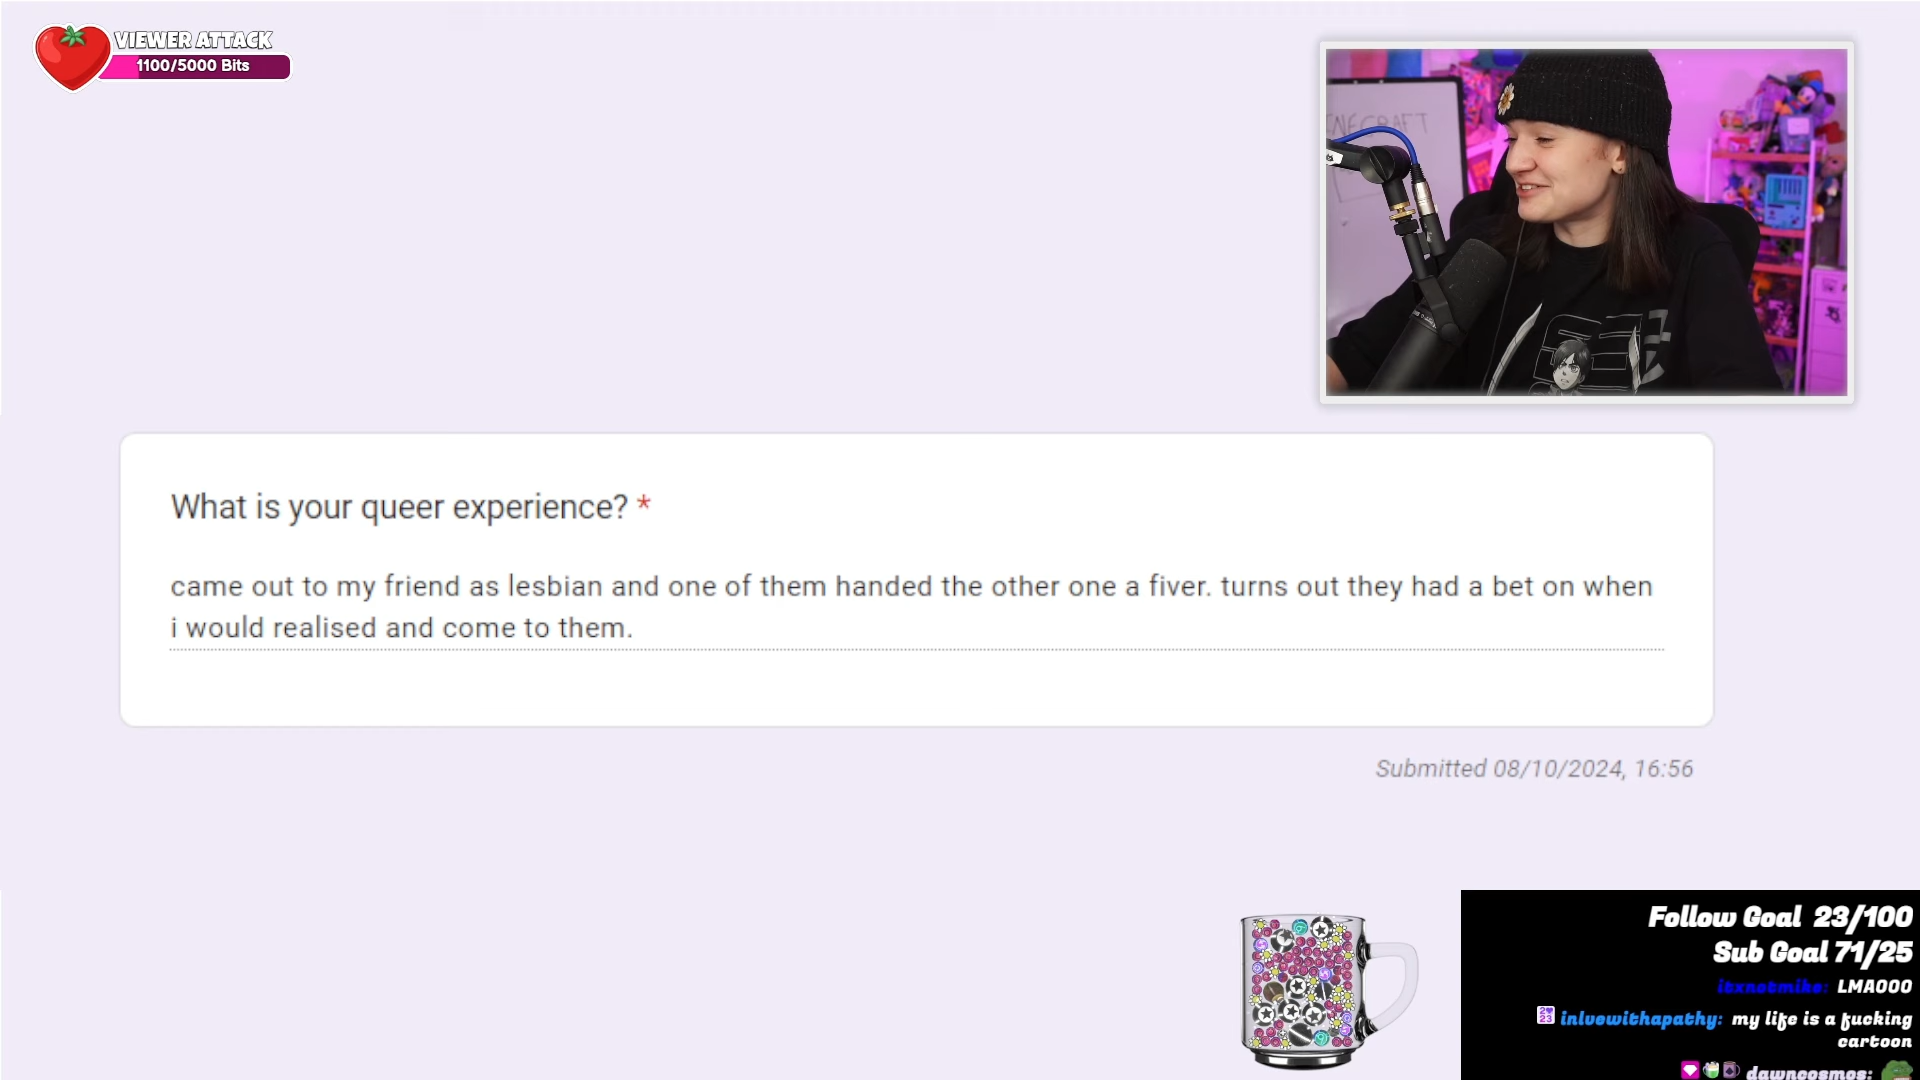 VIEWER ATTACK
1100/5000 Bits
NECRAFT
What is your queer experience? *
came out to my friend as lesbian and one of them handed the other one a fiver. turns out they had a bet on when
i would realised and come to them.
Submitted 08/10/2024, 16:56
Follow Goal 23/100
Sub Goal 71/25
itxnotmike: LMAOOO
inlvewithapathy: my life is a fucking
cartoon
dawncosmos: